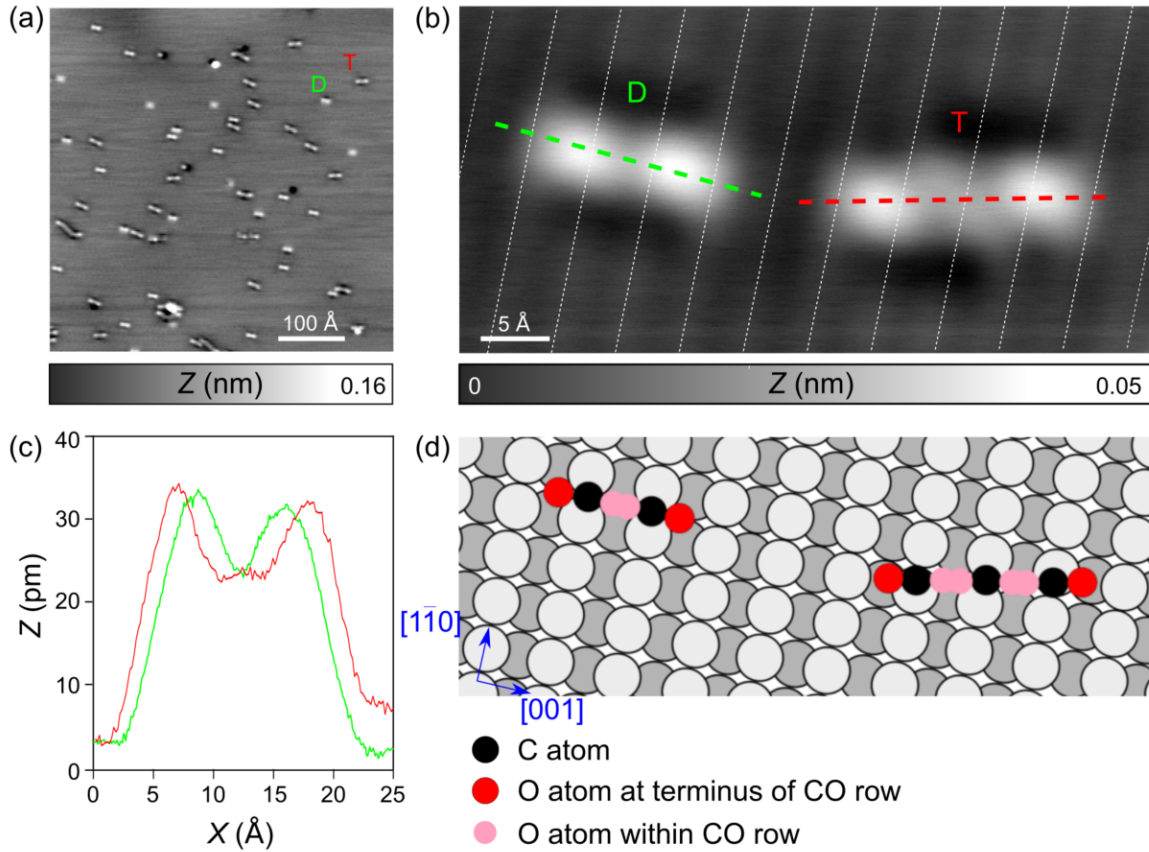 (a)
T
D
100 Å
Z (nm)
0.16
(b)
D
T
5 Å
0
Z (nm)
0.05
(c)
40
30
20
10
0
Z (pm)
0
5
10
15
20
25
X (Å)
(d)
[11̄0]
[001]
C atom
O atom at terminus of CO row
O atom within CO row